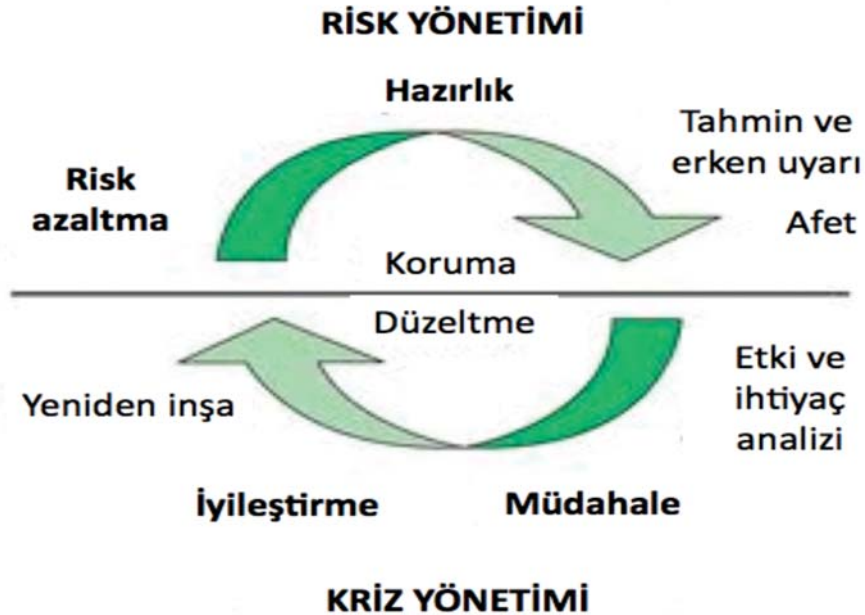 RİSK YÖNETİMİ
Hazırlık
Tahmin ve
erken uyarı
Risk
azaltma
Afet
Koruma
Düzeltme
Etki ve
ihtiyaç
analizi
Yeniden inşa
İyileştirme
Müdahale
KRİZ YÖNETİMİ